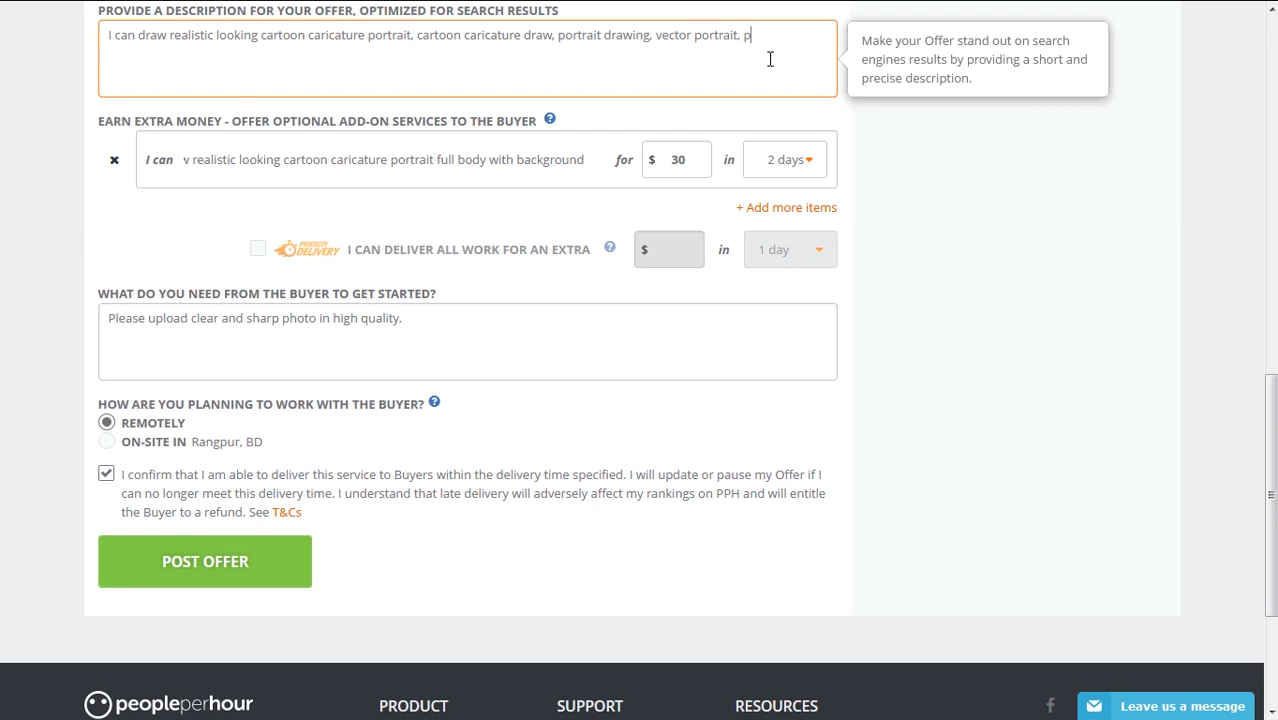 PROVIDE A DESCRIPTION FOR YOUR OFFER, OPTIMIZED FOR SEARCH RESULTS
I can draw realistic looking cartoon caricature portrait, cartoon caricature draw, portrait drawing, vector portrait, p
Make your Offer stand out on search
engines results by providing a short and
precise description.
EARN EXTRA MONEY - OFFER OPTIONAL ADD-ON SERVICES TO THE BUYER ?
✖ I can v realistic looking cartoon caricature portrait full body with background for $ 30 in 2 days
+ Add more items
PRIORITY DELIVERY I CAN DELIVER ALL WORK FOR AN EXTRA ? $ in 1 day
WHAT DO YOU NEED FROM THE BUYER TO GET STARTED?
Please upload clear and sharp photo in high quality.
HOW ARE YOU PLANNING TO WORK WITH THE BUYER? ?
REMOTELY
ON-SITE IN Rangpur, BD
I confirm that I am able to deliver this service to Buyers within the delivery time specified. I will update or pause my Offer if I
can no longer meet this delivery time. I understand that late delivery will adversely affect my rankings on PPH and will entitle
the Buyer to a refund. See T&Cs
POST OFFER
peopleperhour PRODUCT SUPPORT RESOURCES f Leave us a message